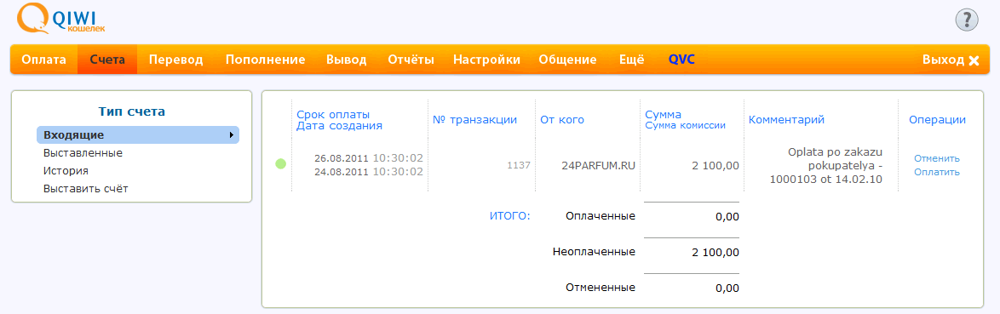 QIWI
кошелек
?
Оплата Счета Перевод Пополнение Вывод Отчёты Настройки Общение Ещё QVC Выход
Тип счета
Входящие
Выставленные
История
Выставить счёт
Срок оплаты
Дата создания
№ транзакции
От кого
Сумма
Сумма комиссии
Комментарий
Операции
26.08.2011 10:30:02
24.08.2011 10:30:02
1137
24PARFUM.RU
2 100,00
Oplata po zakazu
pokupatelya -
1000103 ot 14.02.10
Отменить
Оплатить
ИТОГО: Оплаченные 0,00
Неоплаченные 2 100,00
Отмененные 0,00